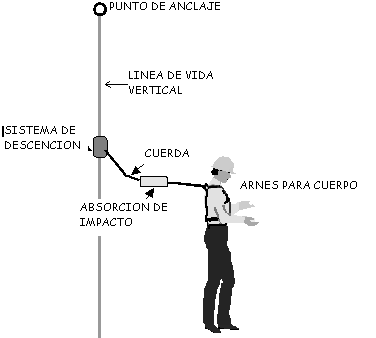 PUNTO DE ANCLAJE
LINEA DE VIDA
VERTICAL
SISTEMA DE
DESCENCION
CUERDA
ARNES PARA CUERPO
ABSORCION DE
IMPACTO